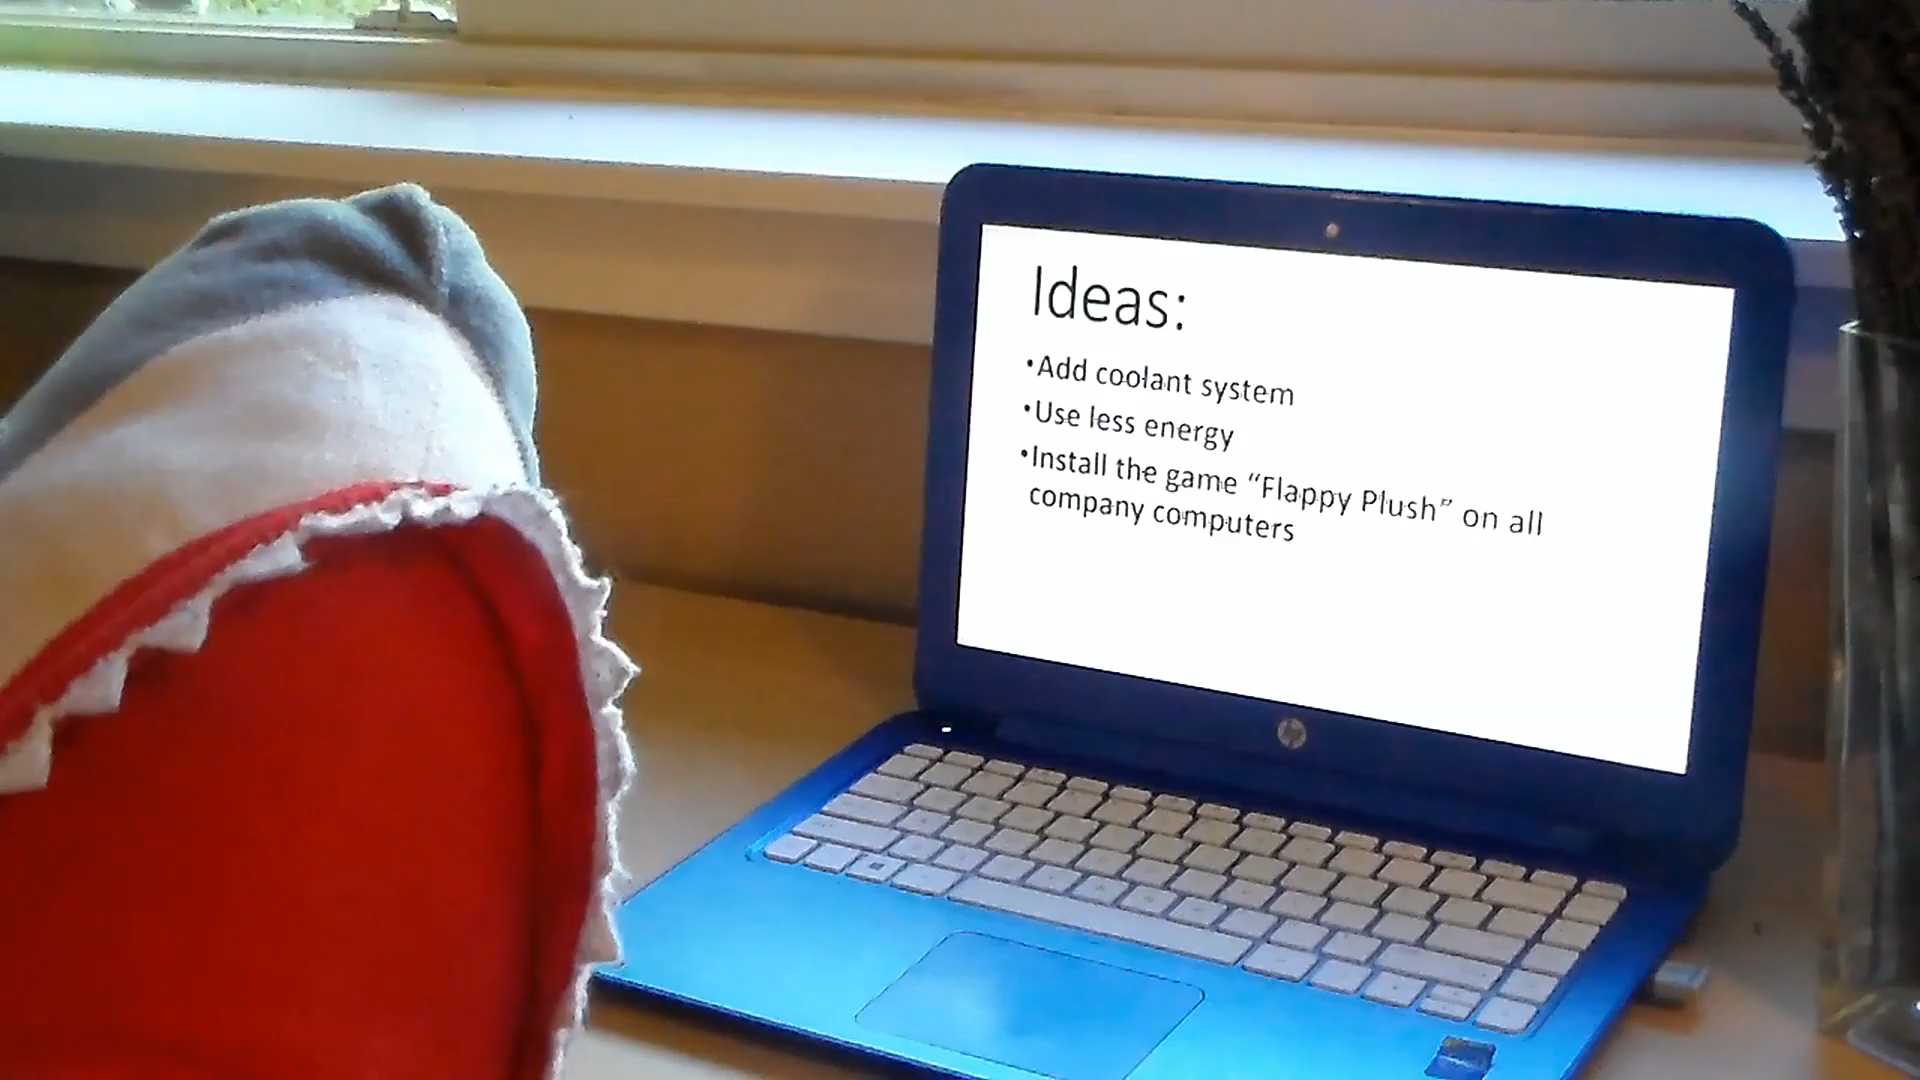 Ideas:
•Add coolant system
•Use less energy
•Install the game “Flappy Plush” on all
company computers
hp